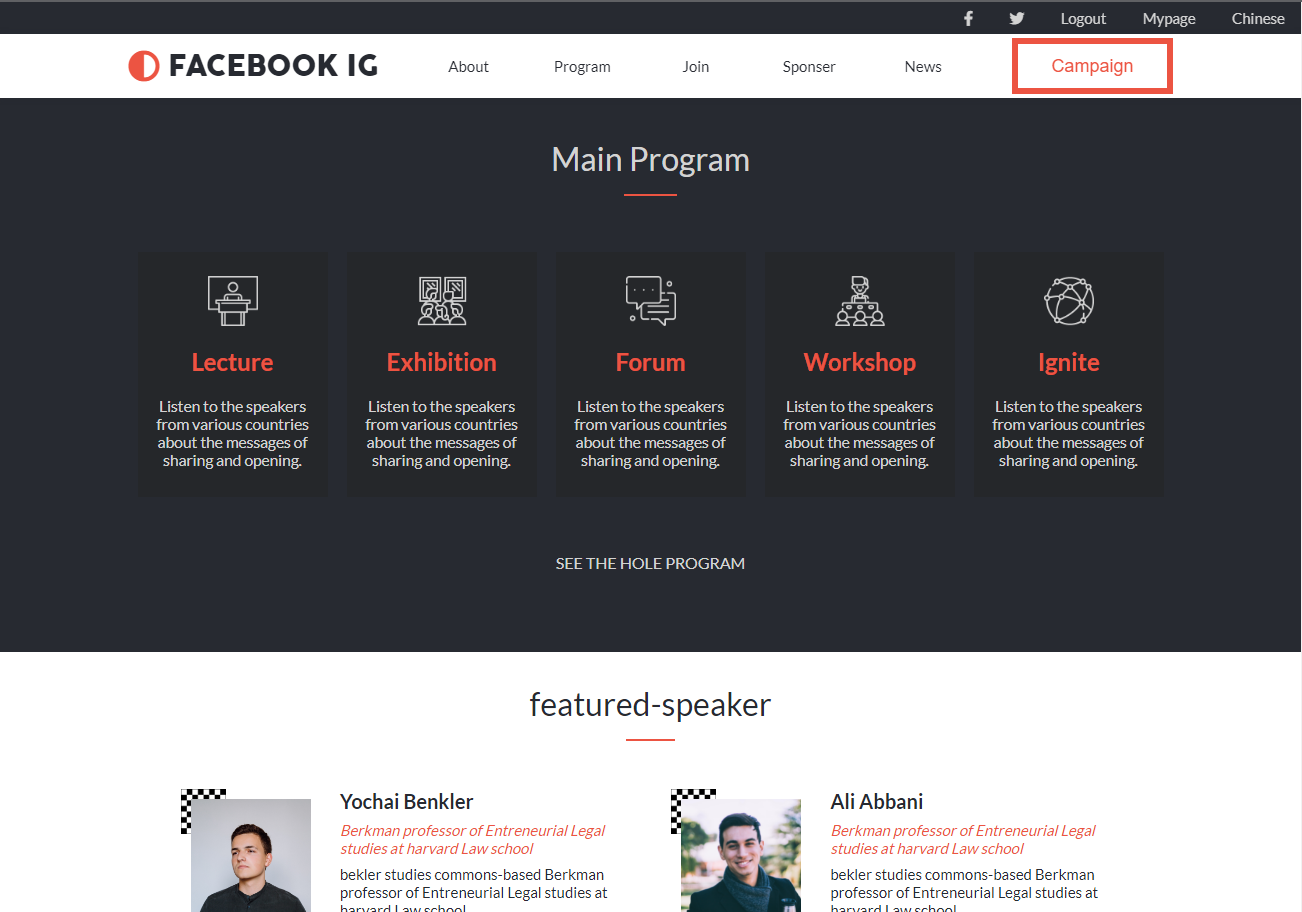 Logout Mypage Chinese
FACEBOOK IG About Program Join Sponser News Campaign
Main Program
Lecture
Listen to the speakers
from various countries
about the messages of
sharing and opening.
Exhibition
Listen to the speakers
from various countries
about the messages of
sharing and opening.
Forum
Listen to the speakers
from various countries
about the messages of
sharing and opening.
Workshop
Listen to the speakers
from various countries
about the messages of
sharing and opening.
Ignite
Listen to the speakers
from various countries
about the messages of
sharing and opening.
SEE THE HOLE PROGRAM
featured-speaker
Yochai Benkler
Berkman professor of Entreneurial Legal
studies at harvard Law school
bekler studies commons-based Berkman
professor of Entreneurial Legal studies at
harvard Law school
Ali Abbani
Berkman professor of Entreneurial Legal
studies at harvard Law school
bekler studies commons-based Berkman
professor of Entreneurial Legal studies at
harvard Law school